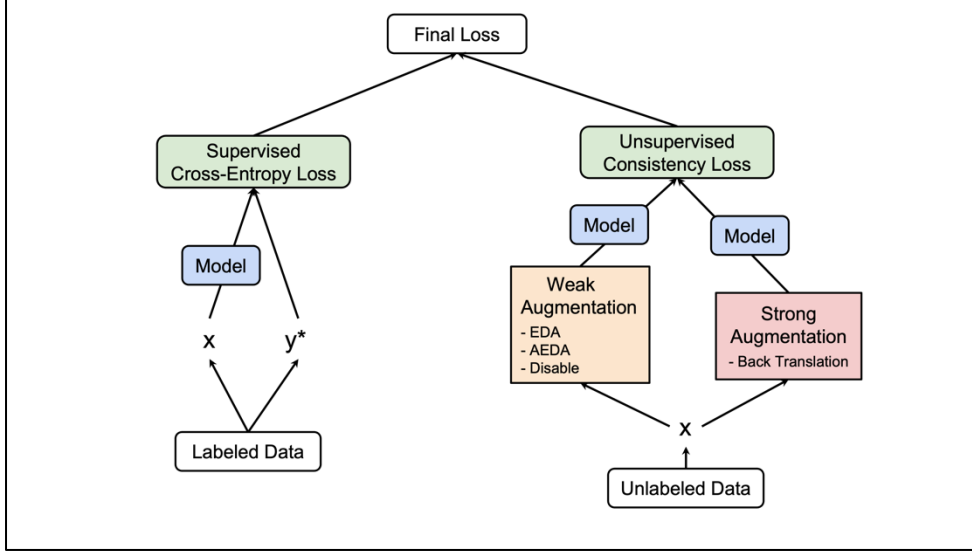 Final Loss
Supervised
Cross-Entropy Loss
Unsupervised
Consistency Loss
Model
Model
Model
Weak
Augmentation
- EDA
- AEDA
- Disable
Strong
Augmentation
- Back Translation
x
y*
x
Labeled Data
Unlabeled Data